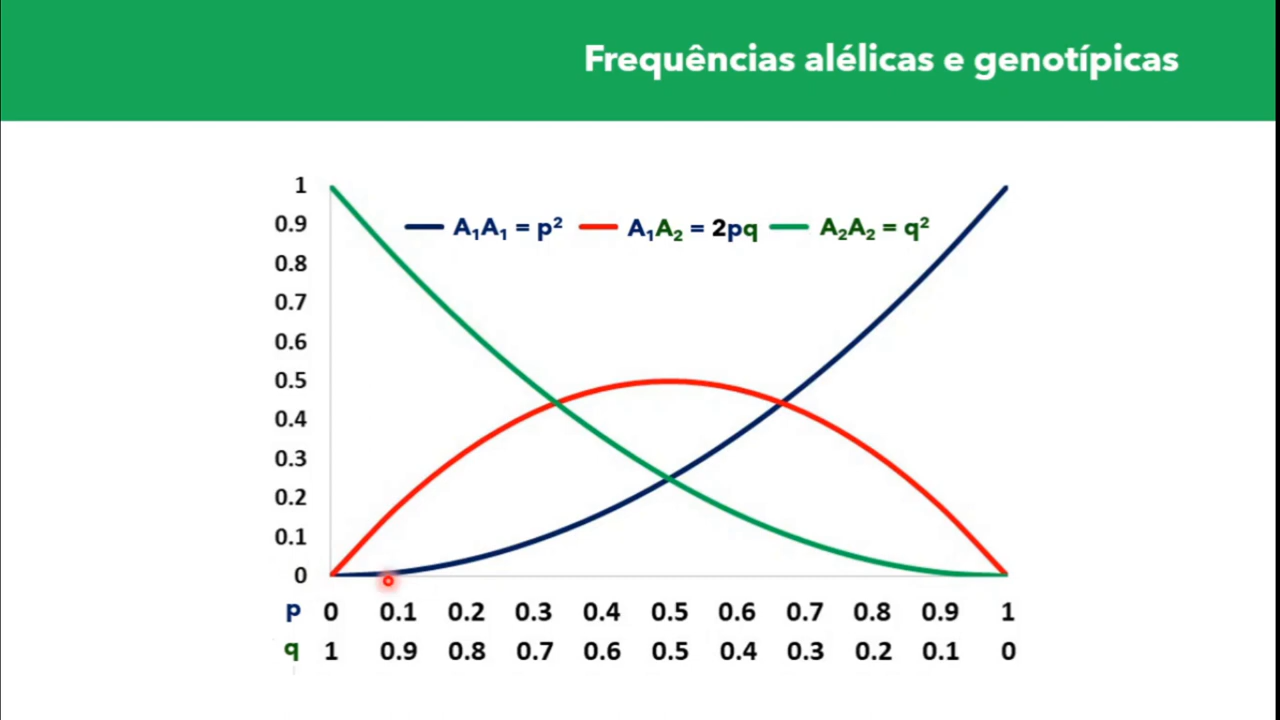 Frequências alélicas e genotípicas
A₁A₁ = p² A₁A₂ = 2pq A₂A₂ = q²
1
0.9
0.8
0.7
0.6
0.5
0.4
0.3
0.2
0.1
0
p 0 0.1 0.2 0.3 0.4 0.5 0.6 0.7 0.8 0.9 1
q 1 0.9 0.8 0.7 0.6 0.5 0.4 0.3 0.2 0.1 0